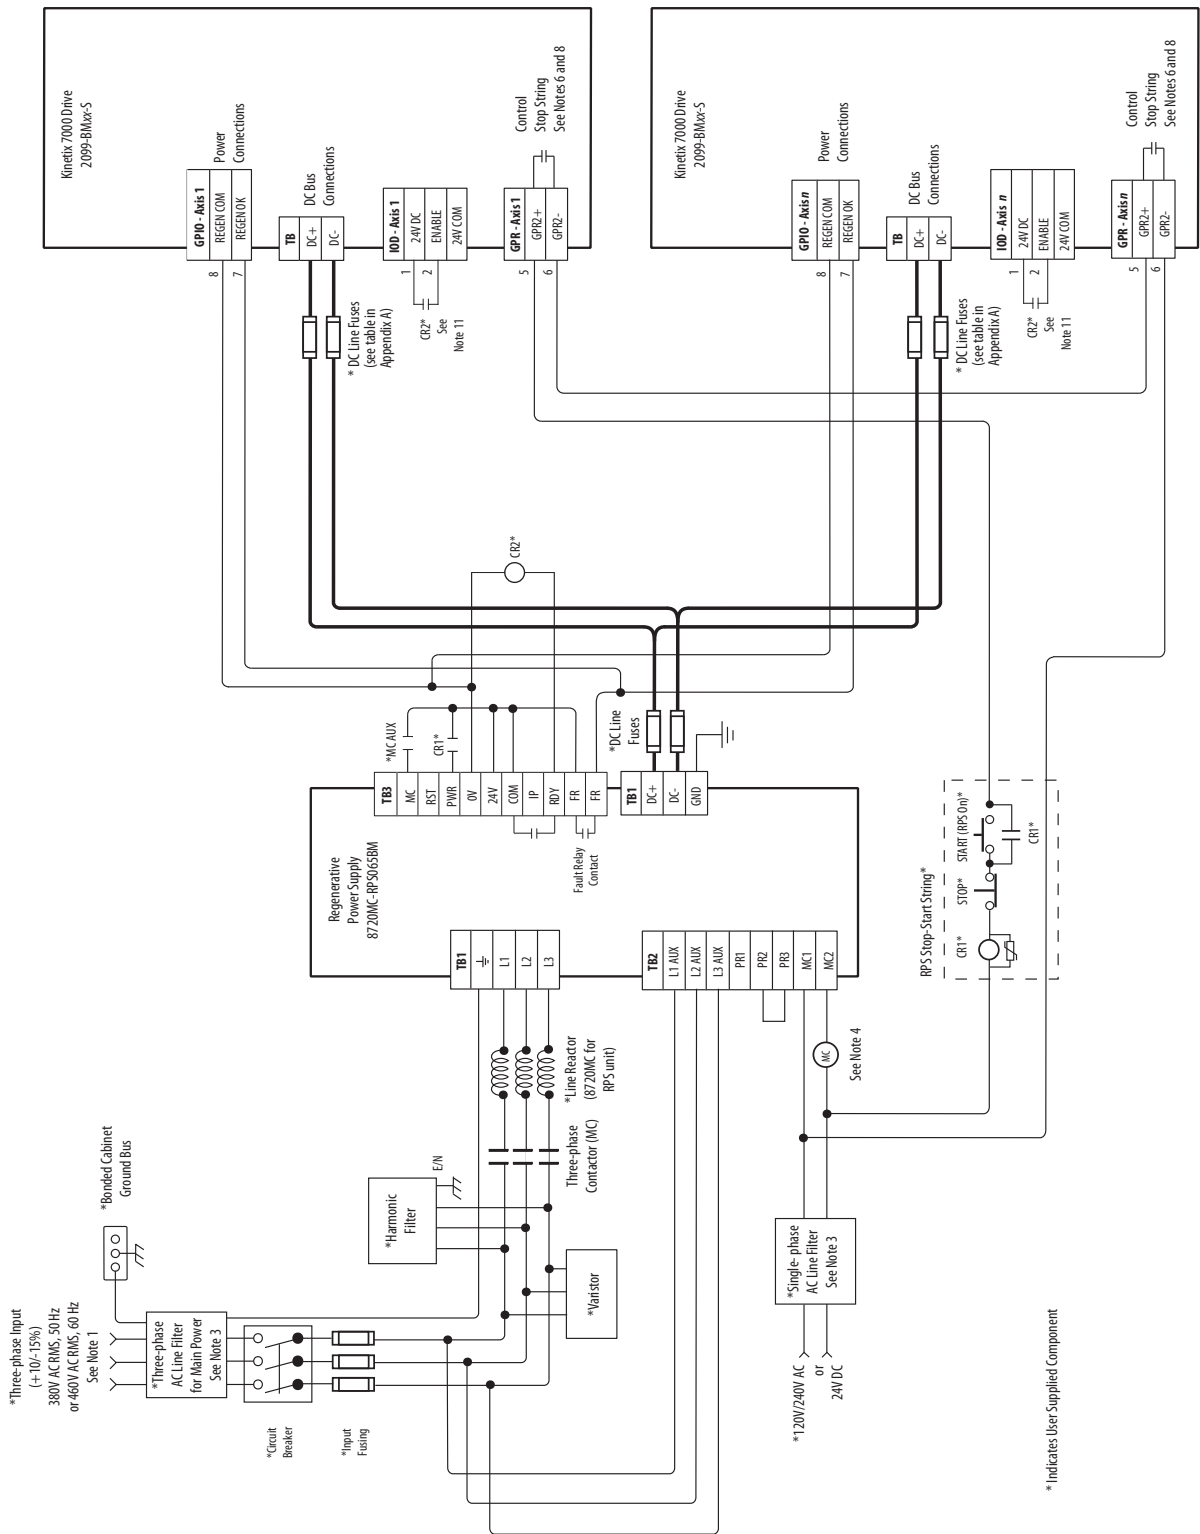 Kinetix 7000 Drive
2099-BMxx-S
GPIO - Axis 1
REGEN COM
REGEN OK
8
7
Power
Connections
TB
DC+
DC-
DC Bus
Connections
IOD - Axis 1
24V DC
ENABLE
24V COM
1
2
CR2*
See
Note 11
GPR - Axis 1
GPR2+
GPR2-
5
6
Control
Stop String
See Notes 6 and 8
* DC Line Fuses
(see table in
Appendix A)
Kinetix 7000 Drive
2099-BMxx-S
GPIO - Axis n
REGEN COM
REGEN OK
8
7
Power
Connections
TB
DC+
DC-
DC Bus
Connections
IOD - Axis n
24V DC
ENABLE
24V COM
1
2
CR2*
See
Note 11
GPR - Axis n
GPR2+
GPR2-
5
6
Control
Stop String
See Notes 6 and 8
* DC Line Fuses
(see table in
Appendix A)
CR2*
*MC AUX
CR1*
*DC Line
Fuses
TB3
MC
RST
PWR
0V
24V
COM
IP
RDY
FR
FR
Fault Relay
Contact
TB1
DC+
DC-
GND
Regenerative
Power Supply
8720MC-RPS065BM
TB1
L1
L2
L3
TB2
L1 AUX
L2 AUX
L3 AUX
PR1
PR2
PR3
MC1
MC2
RPS Stop-Start String*
CR1*
STOP*
START (RPS On)*
CR1*
MC
See Note 4
*Line Reactor
(8720MC for
RPS unit)
Three-phase
Contactor (MC)
E/N
*Harmonic
Filter
*Varistor
*Bonded Cabinet
Ground Bus
*Three-phase Input
(+10/-15%)
380V AC RMS, 50 Hz
or 460V AC RMS, 60 Hz
See Note 1
*Three-phase
AC Line Filter
for Main Power
See Note 3
*Circuit
Breaker
*Input
Fusing
*Single- phase
AC Line Filter
See Note 3
*120V/240V AC
or
24V DC
* Indicates User Supplied Component